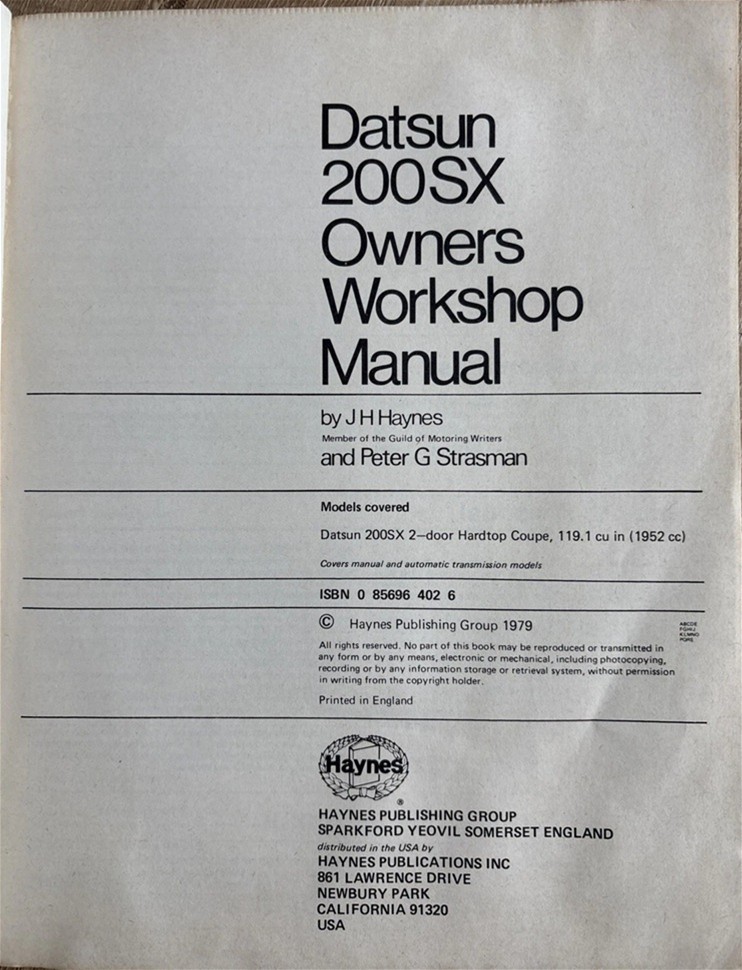 Datsun
200SX
Owners
Workshop
Manual
by J H Haynes
Member of the Guild of Motoring Writers
and Peter G Strasman
Models covered
Datsun 200SX 2–door Hardtop Coupe, 119.1 cu in (1952 cc)
Covers manual and automatic transmission models
ISBN 0 85696 402 6
© Haynes Publishing Group 1979
ABCDE
FGHIJ
KLMNO
PQRS
All rights reserved. No part of this book may be reproduced or transmitted in
any form or by any means, electronic or mechanical, including photocopying,
recording or by any information storage or retrieval system, without permission
in writing from the copyright holder.
Printed in England
Haynes
®
HAYNES PUBLISHING GROUP
SPARKFORD YEOVIL SOMERSET ENGLAND
distributed in the USA by
HAYNES PUBLICATIONS INC
861 LAWRENCE DRIVE
NEWBURY PARK
CALIFORNIA 91320
USA